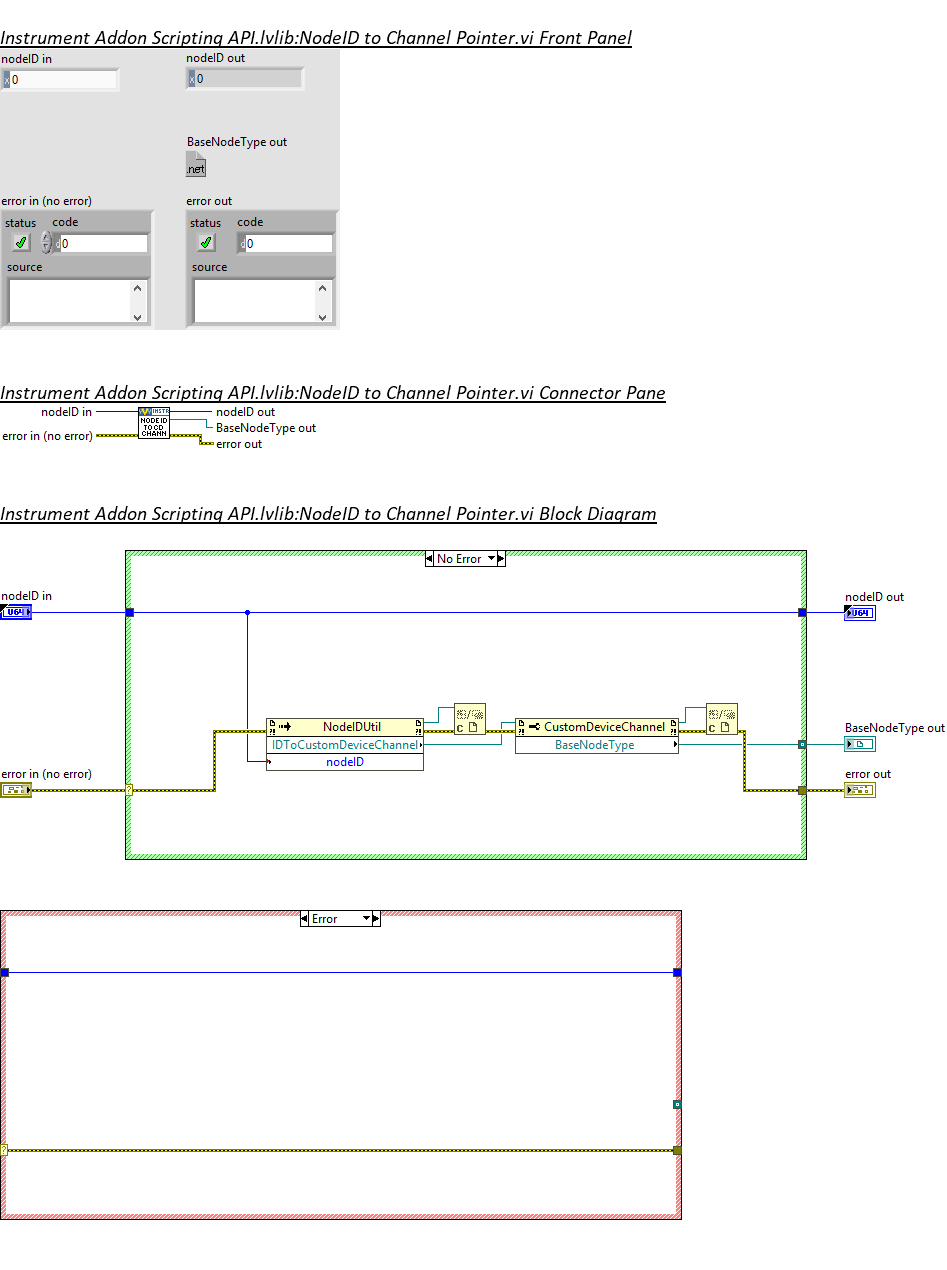 Instrument Addon Scripting API.lvlib:NodeID to Channel Pointer.vi Front Panel
nodeID in
nodeID out
x 0
x 0
BaseNodeType out
.net
error in (no error)
error out
status code
status code
d 0
d 0
source
source
Instrument Addon Scripting API.lvlib:NodeID to Channel Pointer.vi Connector Pane
nodeID in
INSTR
nodeID out
NODE ID
TO CD
CHANN
BaseNodeType out
error in (no error)
error out
Instrument Addon Scripting API.lvlib:NodeID to Channel Pointer.vi Block Diagram
No Error
nodeID in
U64
nodeID out
U64
NodeIDUtil
IDToCustomDeviceChannel
nodeID
C
CustomDeviceChannel
BaseNodeType
C
BaseNodeType out
error in (no error)
?
error out
Error
?